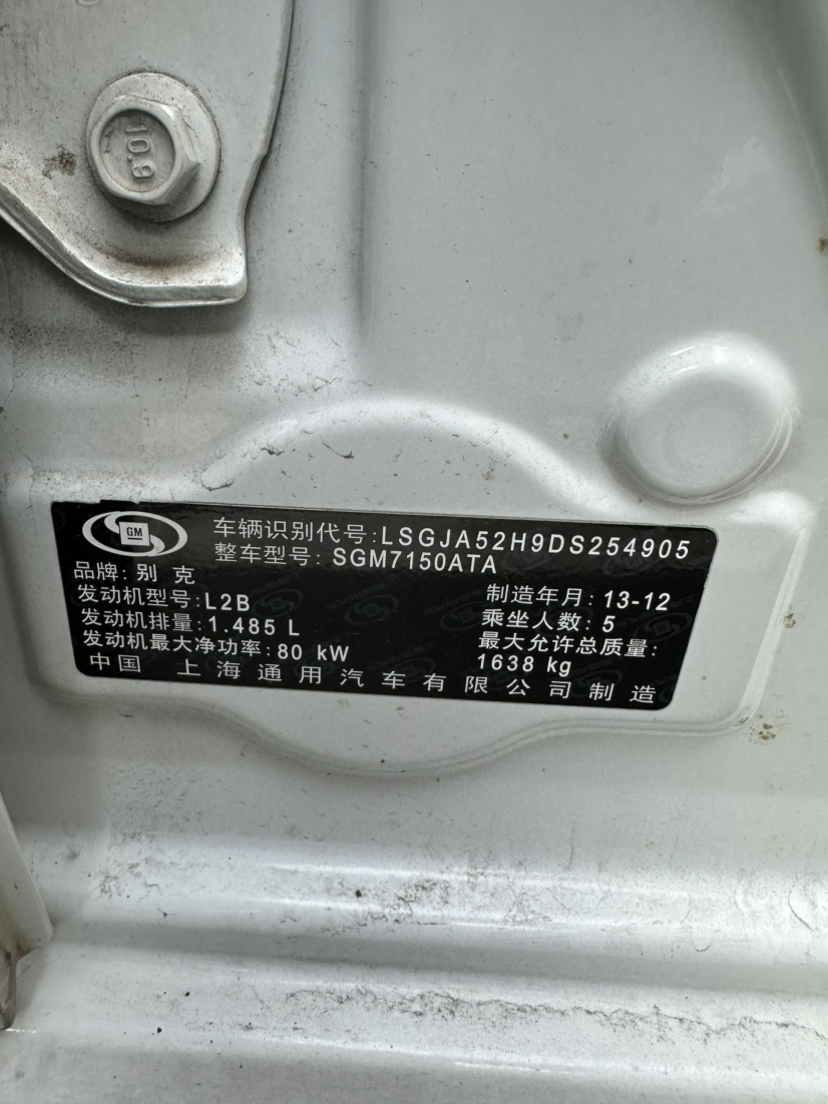 10.9
GM
车辆识别代号:LSGJA52H9DS254905
整车型号: SGM7150ATA
品牌: 别 克
发动机型号: L2B
制造年月: 13-12
发动机排量: 1.485 L
乘坐人数: 5
发动机最大净功率: 80 kW
最大允许总质量:
1638 kg
中国 上海通用汽车有限公司制造